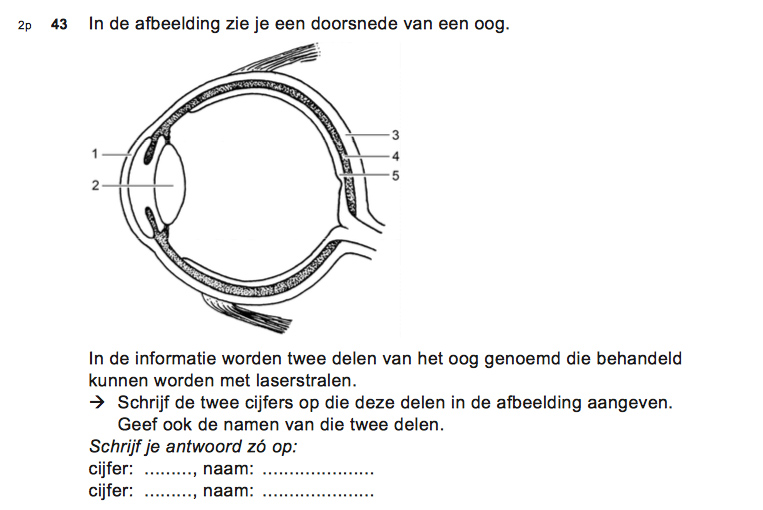 2p 43 In de afbeelding zie je een doorsnede van een oog.
3
1
4
5
2
In de informatie worden twee delen van het oog genoemd die behandeld
kunnen worden met laserstralen.
→ Schrijf de twee cijfers op die deze delen in de afbeelding aangeven.
Geef ook de namen van die twee delen.
Schrijf je antwoord zó op:
cijfer: ........., naam: .....................
cijfer: ........., naam: .....................